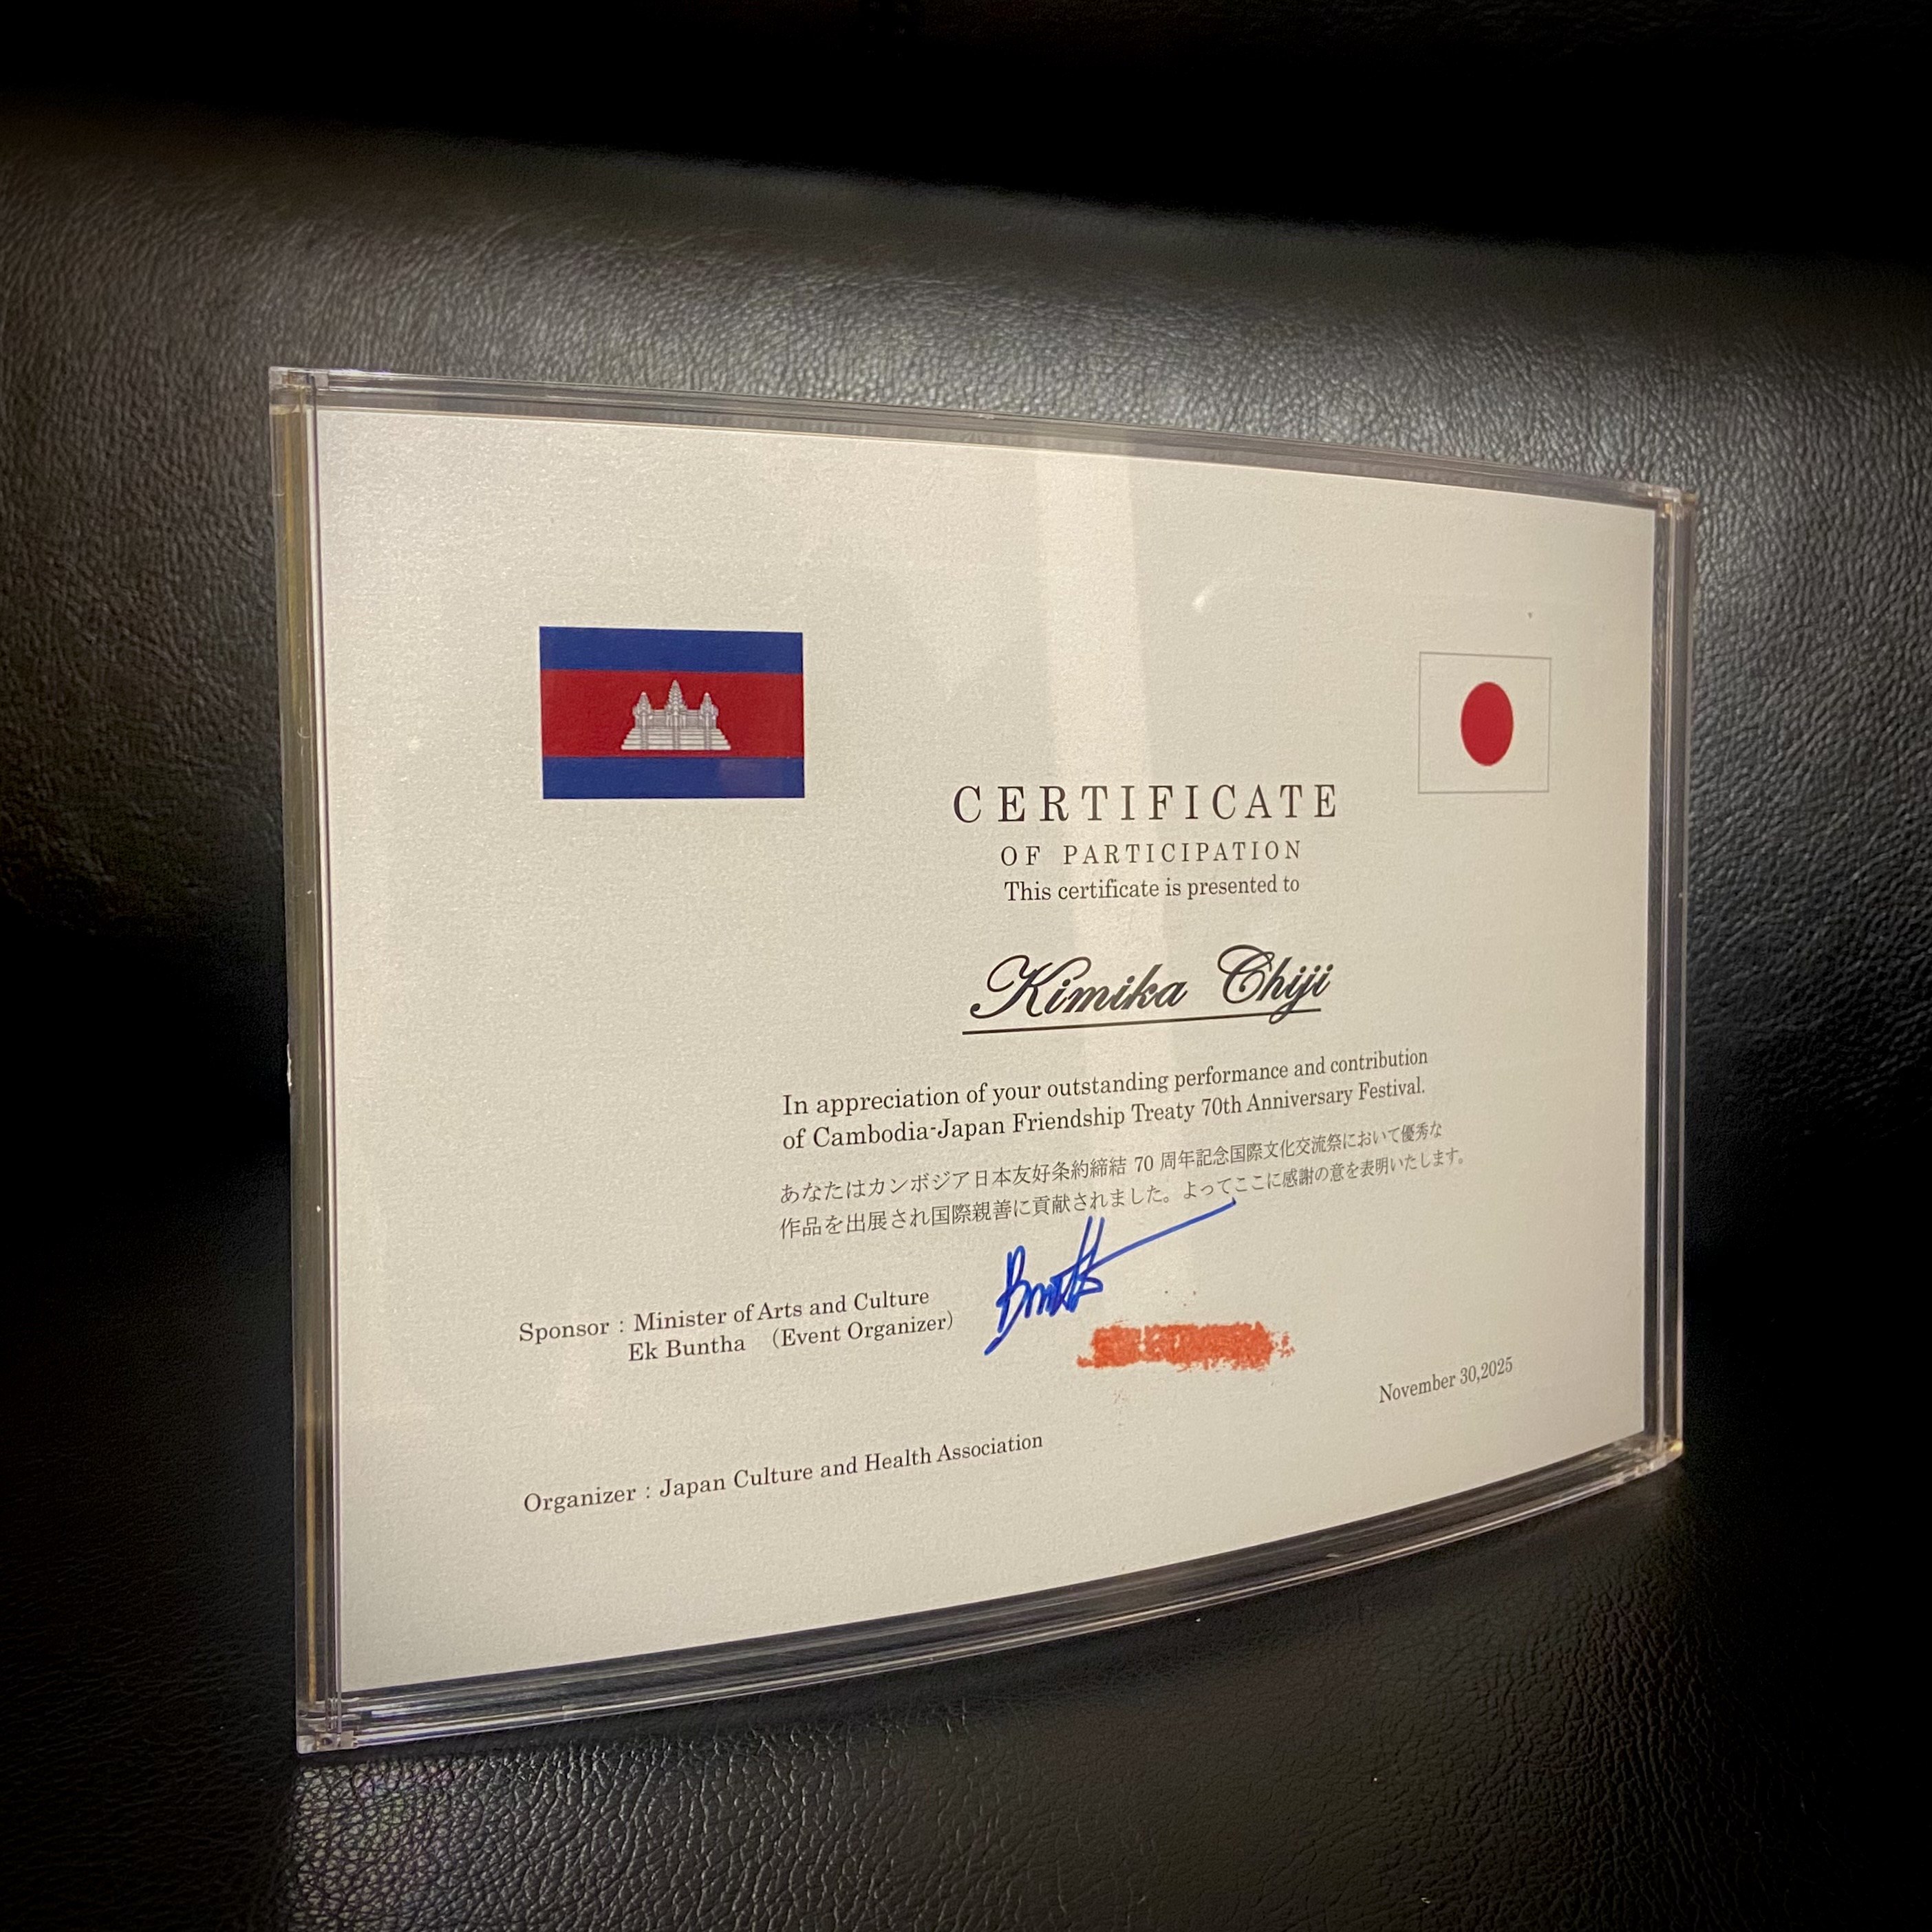 CERTIFICATE
OF PARTICIPATION
This certificate is presented to
Kimika Chiji
In appreciation of your outstanding performance and contribution
of Cambodia-Japan Friendship Treaty 70th Anniversary Festival.
あなたはカンボジア日本友好条約締結 70 周年記念国際文化交流祭において優秀な
作品を出展され国際親善に貢献されました。よってここに感謝の意を表明いたします。
Sponsor : Minister of Arts and Culture
Ek Buntha （Event Organizer）
November 30,2025
Organizer : Japan Culture and Health Association